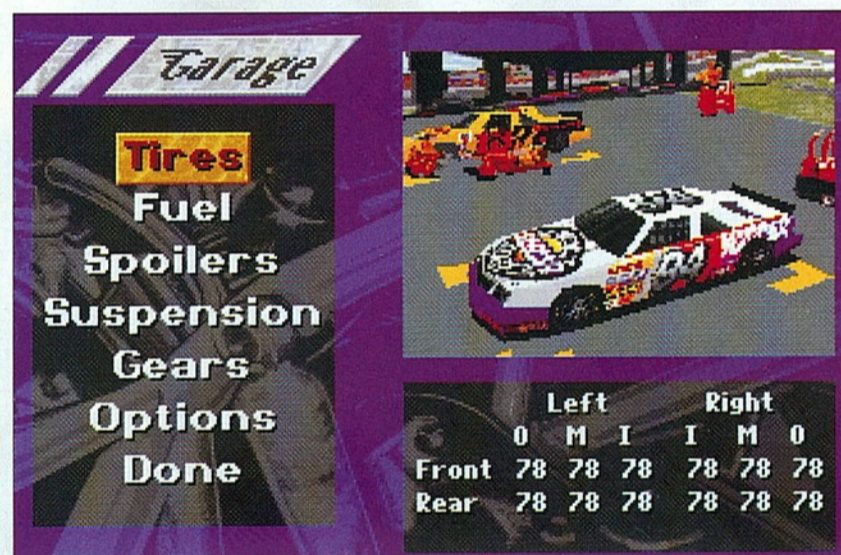 Garage
Tires
Fuel
Spoilers
Suspension
Gears
Options
Done
94
Left Right
O M I I M O
Front 78 78 78 78 78 78
Rear 78 78 78 78 78 78